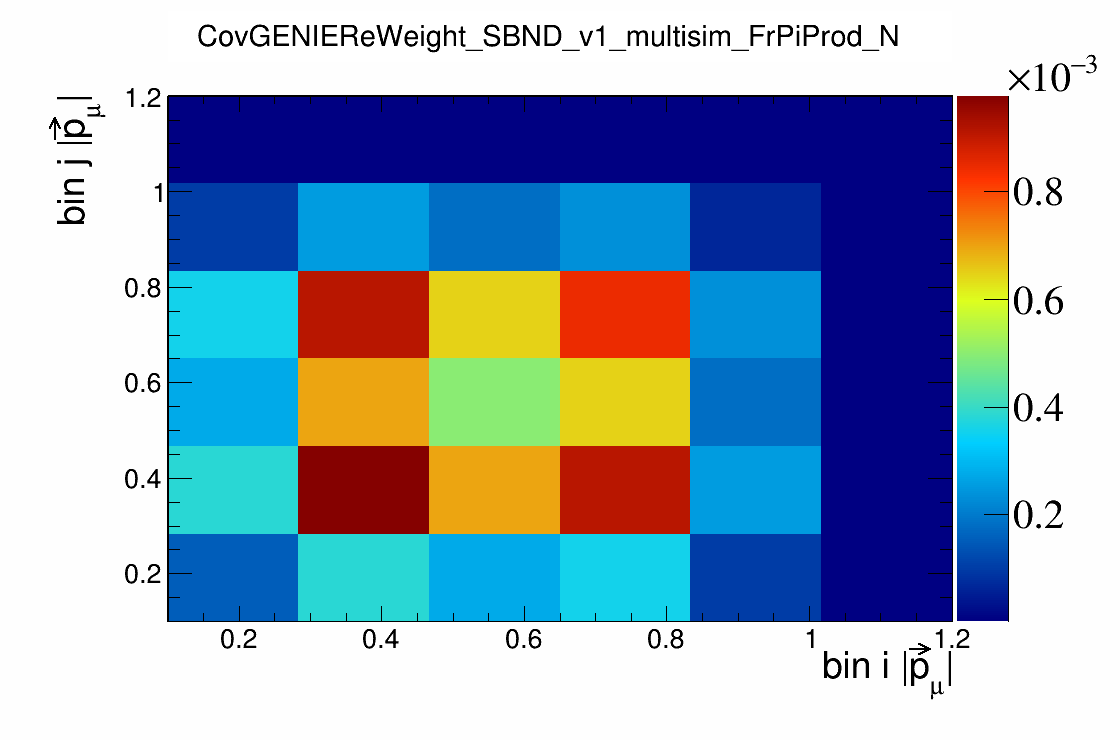 CovGENIEReWeight_SBND_v1_multisim_FrPiProd_N
×10⁻³
bin j |p⃗_μ|
1.2
1
0.8
0.6
0.4
0.2
0.8
0.6
0.4
0.2
0.2 0.4 0.6 0.8 1 1.2
bin i |p⃗_μ|